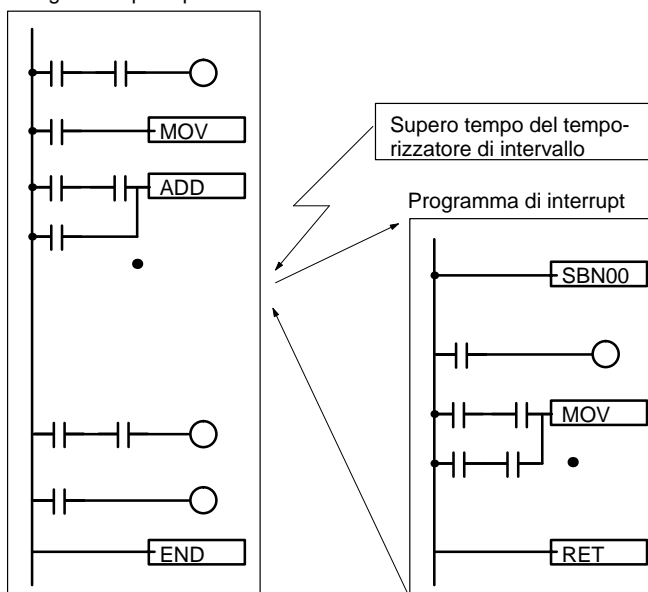 MOV
ADD
END
Supero tempo del tempo-
rizzatore di intervallo
Programma di interrupt
SBN00
MOV
RET